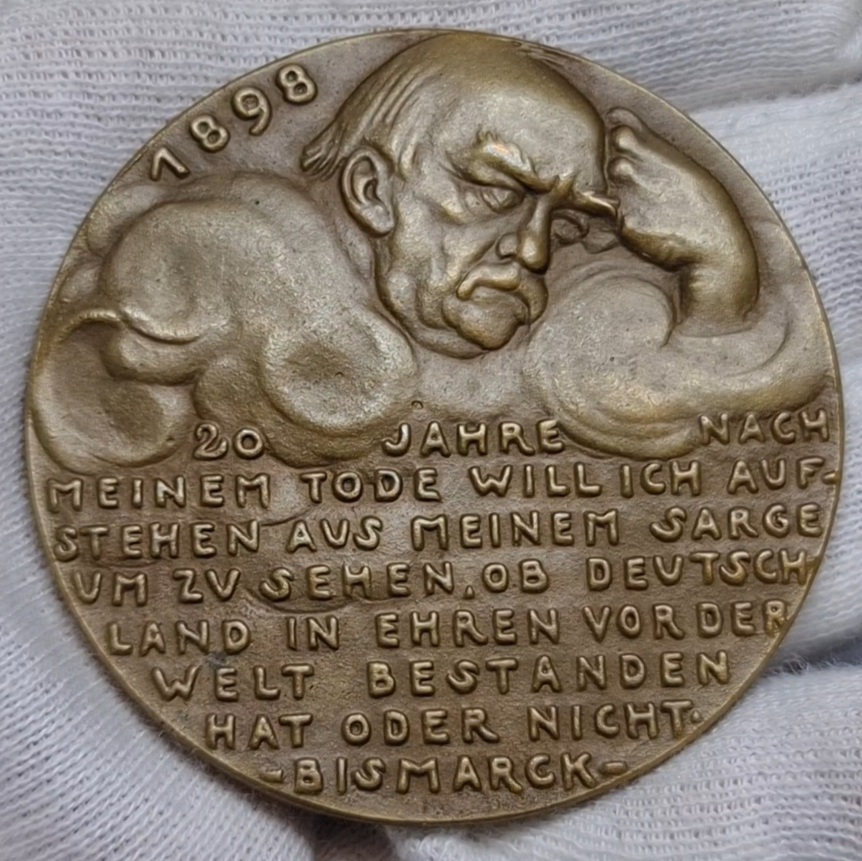 1898
20 JAHRE NACH
MEINEM TODE WILL ICH AUF-
STEHEN AUS MEINEM SARGE
UM ZU SEHEN, OB DEUTSCH
LAND IN EHREN VOR DER
WELT BESTANDEN
HAT ODER NICHT.
-BISMARCK-